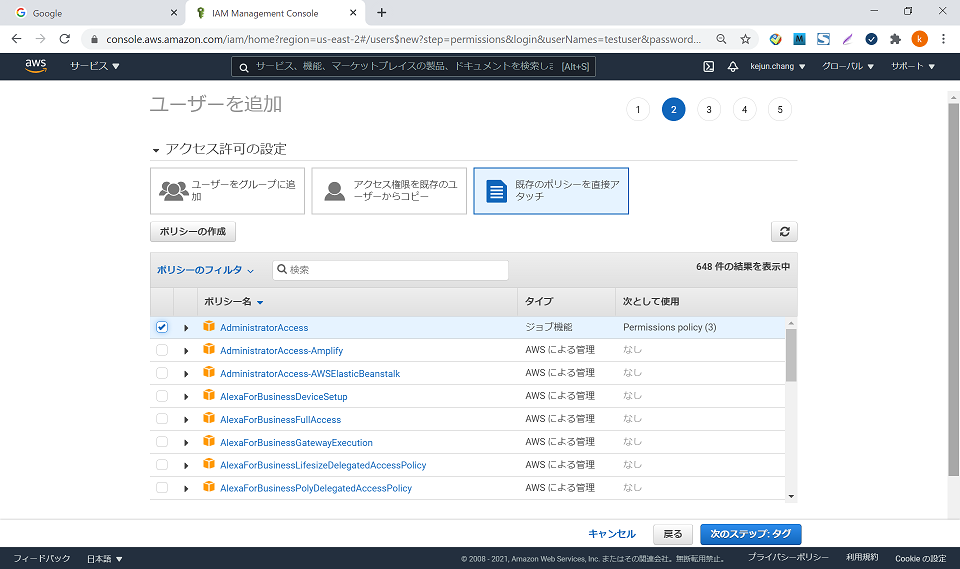 Google
IAM Management Console
console.aws.amazon.com/iam/home?region=us-east-2#/users$new?step=permissions&login&userNames=testuser&password...
k
aws
サービス
サービス、機能、マーケットプレイスの製品、ドキュメントを検索しま [Alt+S]
kejun.chang
グローバル
サポート
ユーザーを追加
1 2 3 4 5
アクセス許可の設定
ユーザーをグループに追
加
アクセス権限を既存のユ
ーザーからコピー
既存のポリシーを直接ア
タッチ
ポリシーの作成
ポリシーのフィルタ
検索
648 件の結果を表示中
ポリシー名 タイプ 次として使用
AdministratorAccess ジョブ機能 Permissions policy (3)
AdministratorAccess-Amplify AWS による管理 なし
AdministratorAccess-AWSElasticBeanstalk AWS による管理 なし
AlexaForBusinessDeviceSetup AWS による管理 なし
AlexaForBusinessFullAccess AWS による管理 なし
AlexaForBusinessGatewayExecution AWS による管理 なし
AlexaForBusinessLifesizeDelegatedAccessPolicy AWS による管理 なし
AlexaForBusinessPolyDelegatedAccessPolicy AWS による管理 なし
キャンセル 戻る 次のステップ: タグ
フィードバック 日本語 © 2008 - 2021, Amazon Web Services, Inc. またはその関連会社。無断転用禁止。 プライバシーポリシー 利用規約 Cookie の設定